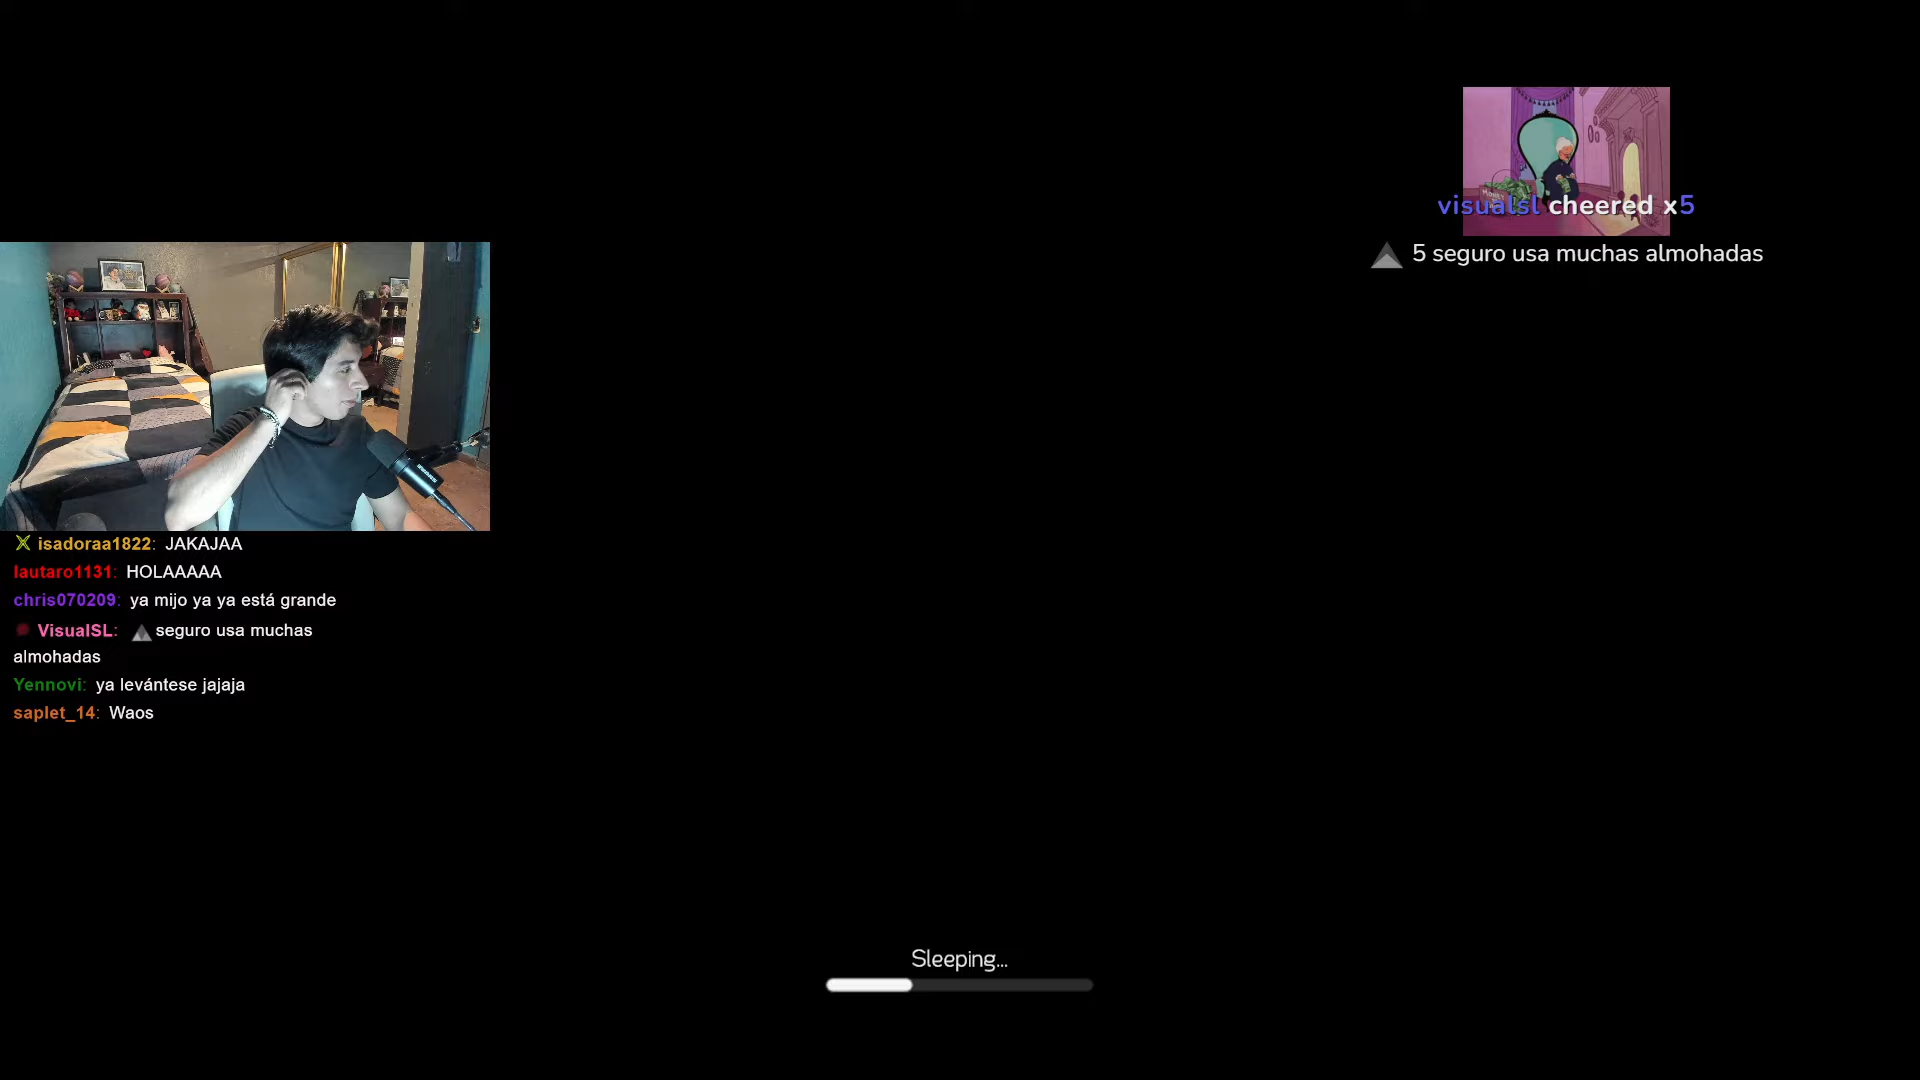 visualsl cheered x5
5 seguro usa muchas almohadas
isadoraa1822: JAKAJAA
lautaro1131: HOLAAAAA
chris070209: ya mijo ya ya está grande
VisualSL: seguro usa muchas
almohadas
Yennovi: ya levántese jajaja
saplet_14: Waos
Sleeping...